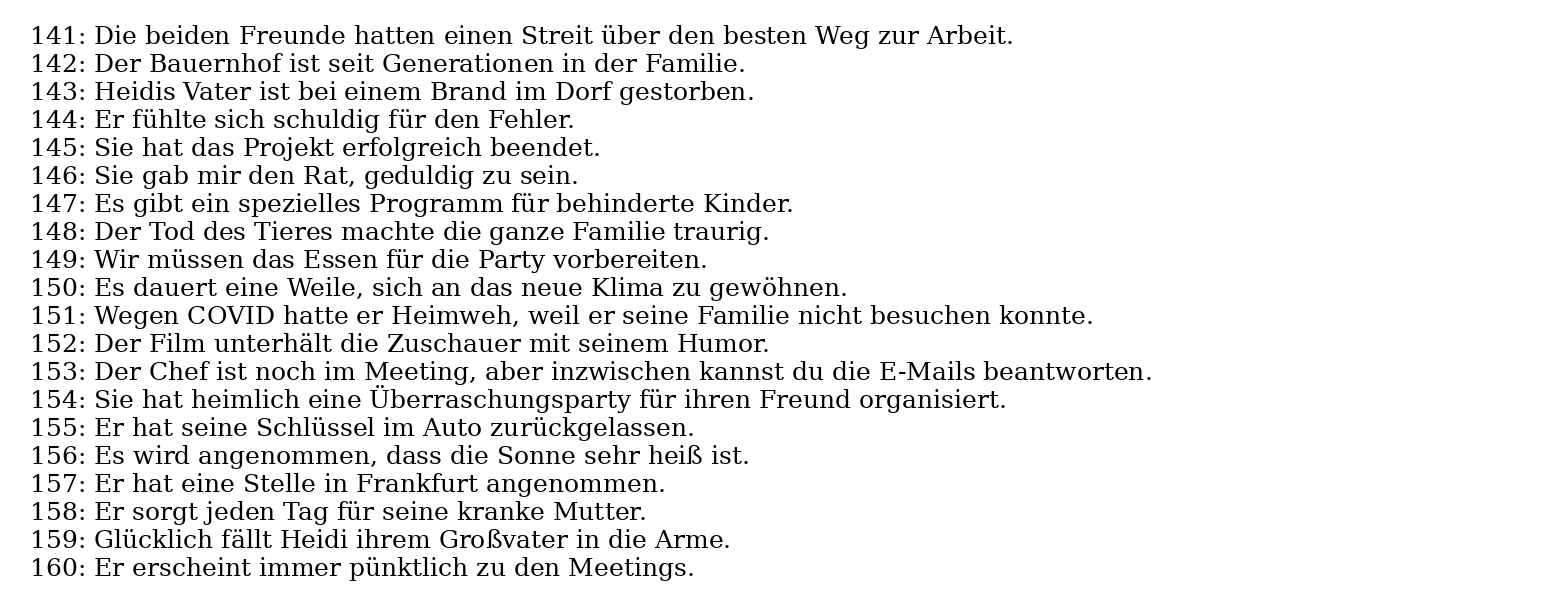 141: Die beiden Freunde hatten einen Streit über den besten Weg zur Arbeit.
142: Der Bauernhof ist seit Generationen in der Familie.
143: Heidis Vater ist bei einem Brand im Dorf gestorben.
144: Er fühlte sich schuldig für den Fehler.
145: Sie hat das Projekt erfolgreich beendet.
146: Sie gab mir den Rat, geduldig zu sein.
147: Es gibt ein spezielles Programm für behinderte Kinder.
148: Der Tod des Tieres machte die ganze Familie traurig.
149: Wir müssen das Essen für die Party vorbereiten.
150: Es dauert eine Weile, sich an das neue Klima zu gewöhnen.
151: Wegen COVID hatte er Heimweh, weil er seine Familie nicht besuchen konnte.
152: Der Film unterhält die Zuschauer mit seinem Humor.
153: Der Chef ist noch im Meeting, aber inzwischen kannst du die E-Mails beantworten.
154: Sie hat heimlich eine Überraschungsparty für ihren Freund organisiert.
155: Er hat seine Schlüssel im Auto zurückgelassen.
156: Es wird angenommen, dass die Sonne sehr heiß ist.
157: Er hat eine Stelle in Frankfurt angenommen.
158: Er sorgt jeden Tag für seine kranke Mutter.
159: Glücklich fällt Heidi ihrem Großvater in die Arme.
160: Er erscheint immer pünktlich zu den Meetings.